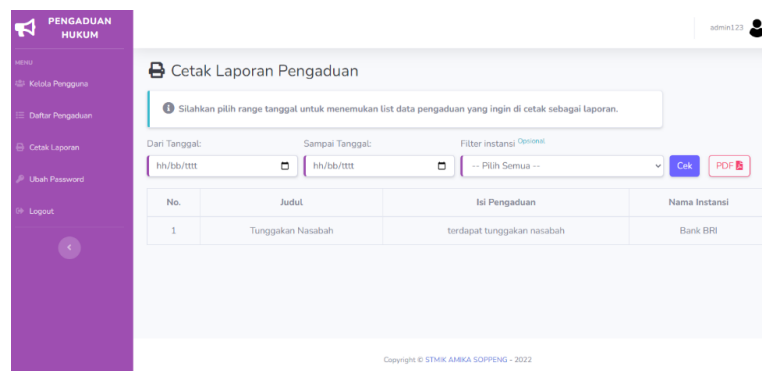 PENGADUAN
HUKUM
admin123
MENU
Kelola Pengguna
Daftar Pengaduan
Cetak Laporan
Ubah Password
Logout
Cetak Laporan Pengaduan
Silahkan pilih range tanggal untuk menemukan list data pengaduan yang ingin di cetak sebagai laporan.
Dari Tanggal: Sampai Tanggal: Filter instansi Opsional
hh/bb/tttt hh/bb/tttt -- Pilih Semua -- Cek PDF
No. Judul Isi Pengaduan Nama Instansi
1 Tunggakan Nasabah terdapat tunggakan nasabah Bank BRI
Copyright © STMIK AMIKA SOPPENG - 2022